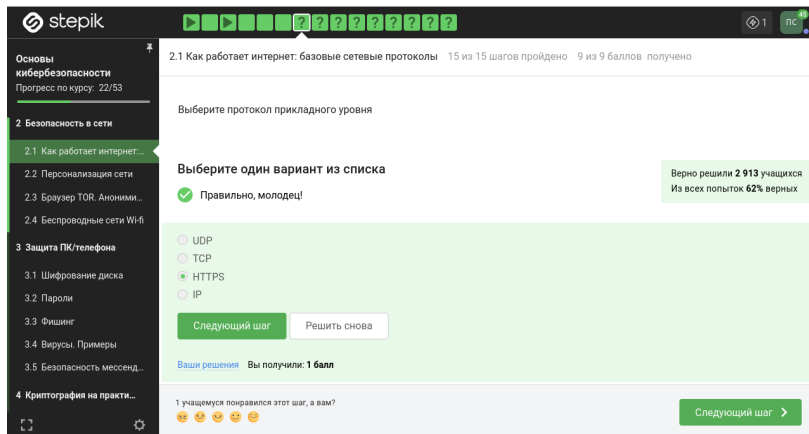 stepik
? ? ? ? ? ? ? ? ? ?
1
ПС
45
Основы
кибербезопасности
Прогресс по курсу: 22/53
2.1 Как работает интернет: базовые сетевые протоколы 15 из 15 шагов пройдено 9 из 9 баллов получено
2 Безопасность в сети
2.1 Как работает интернет:...
2.2 Персонализация сети
2.3 Браузер TOR. Аноними...
2.4 Беспроводные сети Wi-fi
3 Защита ПК/телефона
3.1 Шифрование диска
3.2 Пароли
3.3 Фишинг
3.4 Вирусы. Примеры
3.5 Безопасность мессенд...
4 Криптография на практи...
Выберите протокол прикладного уровня
Выберите один вариант из списка
Правильно, молодец!
Верно решили 2 913 учащихся
Из всех попыток 62% верных
UDP
TCP
HTTPS
IP
Следующий шаг
Решить снова
Ваши решения Вы получили: 1 балл
1 учащемуся понравился этот шаг, а вам?
Следующий шаг